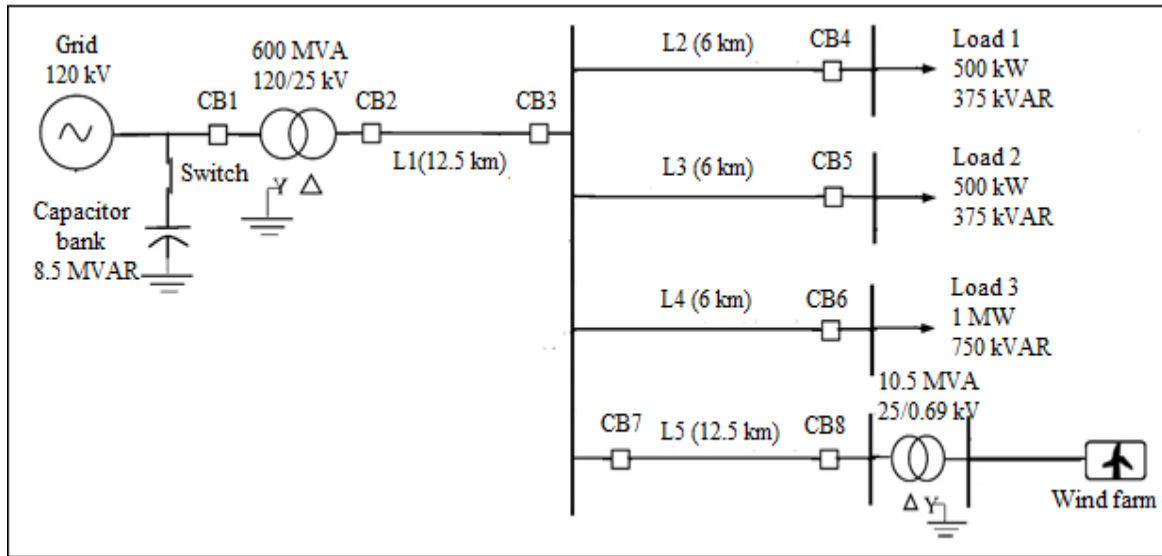 Grid
120 kV
600 MVA
120/25 kV
CB1
CB2
CB3
L1(12.5 km)
Switch
Y Δ
Capacitor
bank
8.5 MVAR
L2 (6 km)
CB4
Load 1
500 kW
375 kVAR
L3 (6 km)
CB5
Load 2
500 kW
375 kVAR
L4 (6 km)
CB6
Load 3
1 MW
750 kVAR
10.5 MVA
25/0.69 kV
CB7
L5 (12.5 km)
CB8
Δ Y
Wind farm